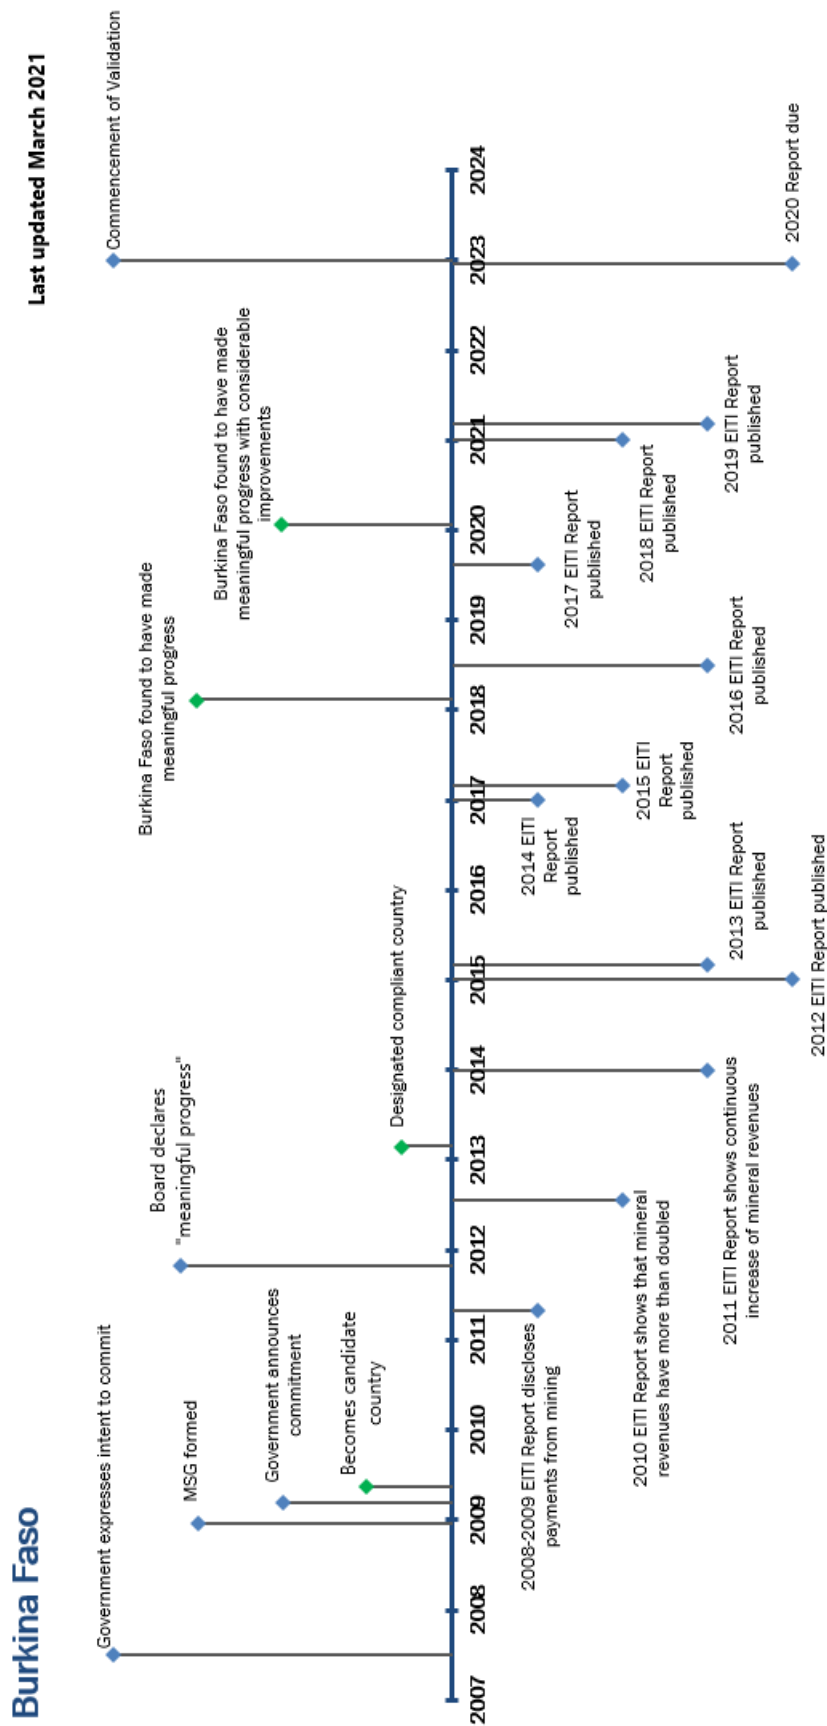 Burkina Faso
Last updated March 2021
Government expresses intent to commit
MSG formed
Government announces
commitment
Becomes candidate
country
Board declares
"meaningful progress"
Designated compliant country
Burkina Faso found to have made
meaningful progress
Burkina Faso found to have made
meaningful progress with considerable
improvements
Commencement of Validation
2007
2008
2009
2010
2011
2012
2013
2014
2015
2016
2017
2018
2019
2020
2021
2022
2023
2024
2008-2009 EITI Report discloses
payments from mining
2010 EITI Report shows that mineral
revenues have more than doubled
2011 EITI Report shows continuous
increase of mineral revenues
2012 EITI Report published
2013 EITI Report
published
2014 EITI
Report
published
2015 EITI
Report
published
2016 EITI Report
published
2017 EITI Report
published
2018 EITI Report
published
2019 EITI Report
published
2020 Report due